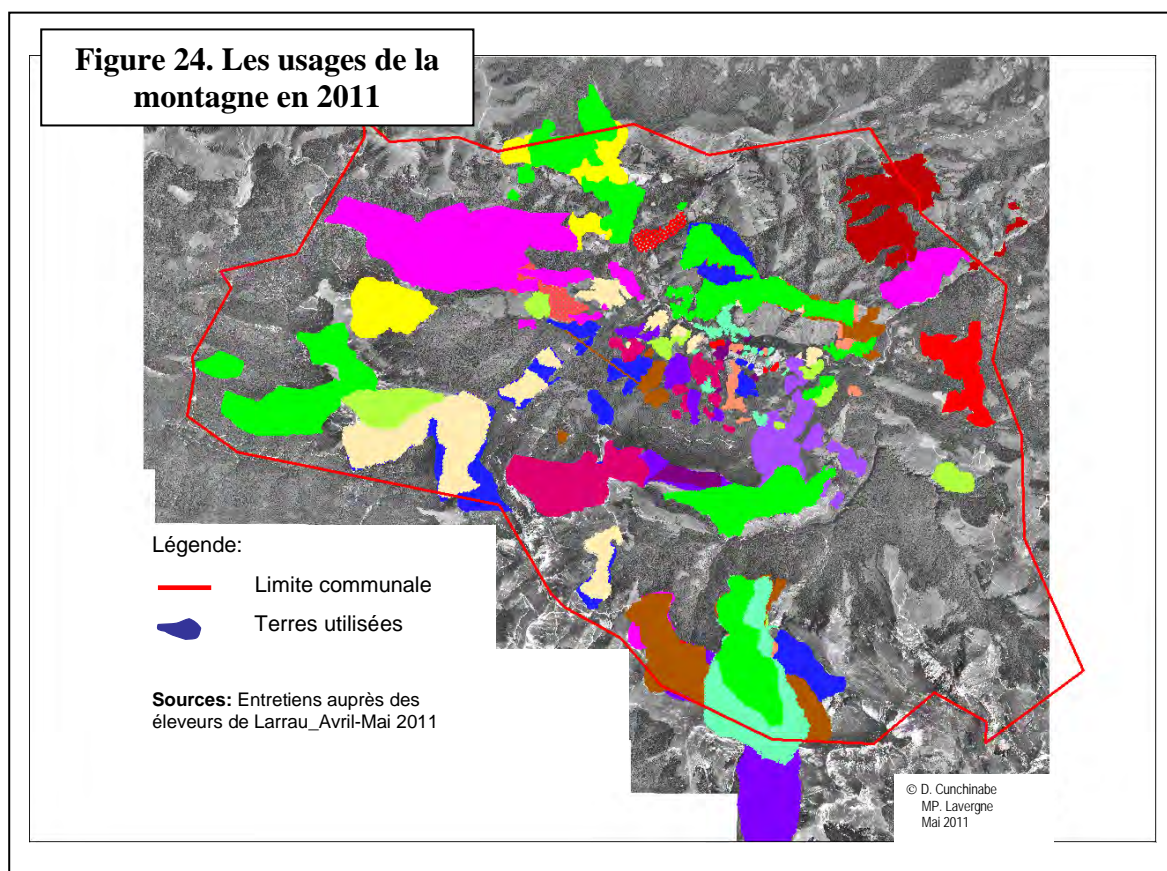 Figure 24. Les usages de la
montagne en 2011
Légende:
Limite communale
Terres utilisées
Sources: Entretiens auprès des
éleveurs de Larrau_Avril-Mai 2011
© D. Cunchinabe
MP. Lavergne
Mai 2011